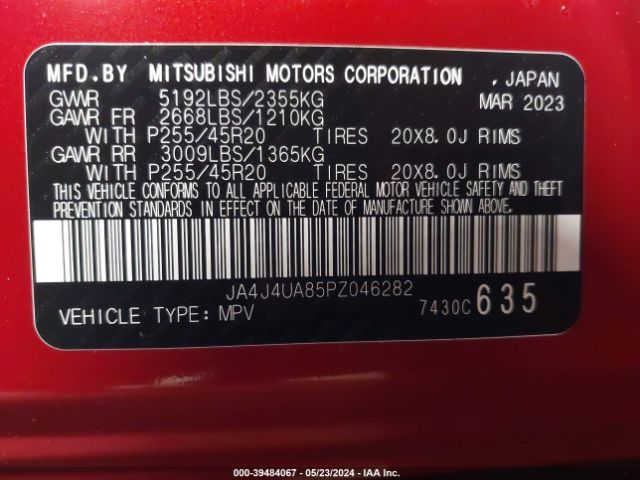 MFD.BY MITSUBISHI MOTORS CORPORATION , JAPAN
GVWR 5192LBS/2355KG MAR 2023
GAWR FR 2668LBS/1210KG
WITH P255/45R20 TIRES 20X8.0J RIMS
GAWR RR 3009LBS/1365KG
WITH P255/45R20 TIRES 20X8.0J RIMS
THIS VEHICLE CONFORMS TO ALL APPLICABLE FEDERAL MOTOR VEHICLE SAFETY AND THEFT
PREVENTION STANDARDS IN EFFECT ON THE DATE OF MANUFACTURE SHOWN ABOVE.
JA4J4UA85PZ046282
VEHICLE TYPE: MPV 7430C 635
© - #39484067 - 05/23/2024 - IAA Inc.